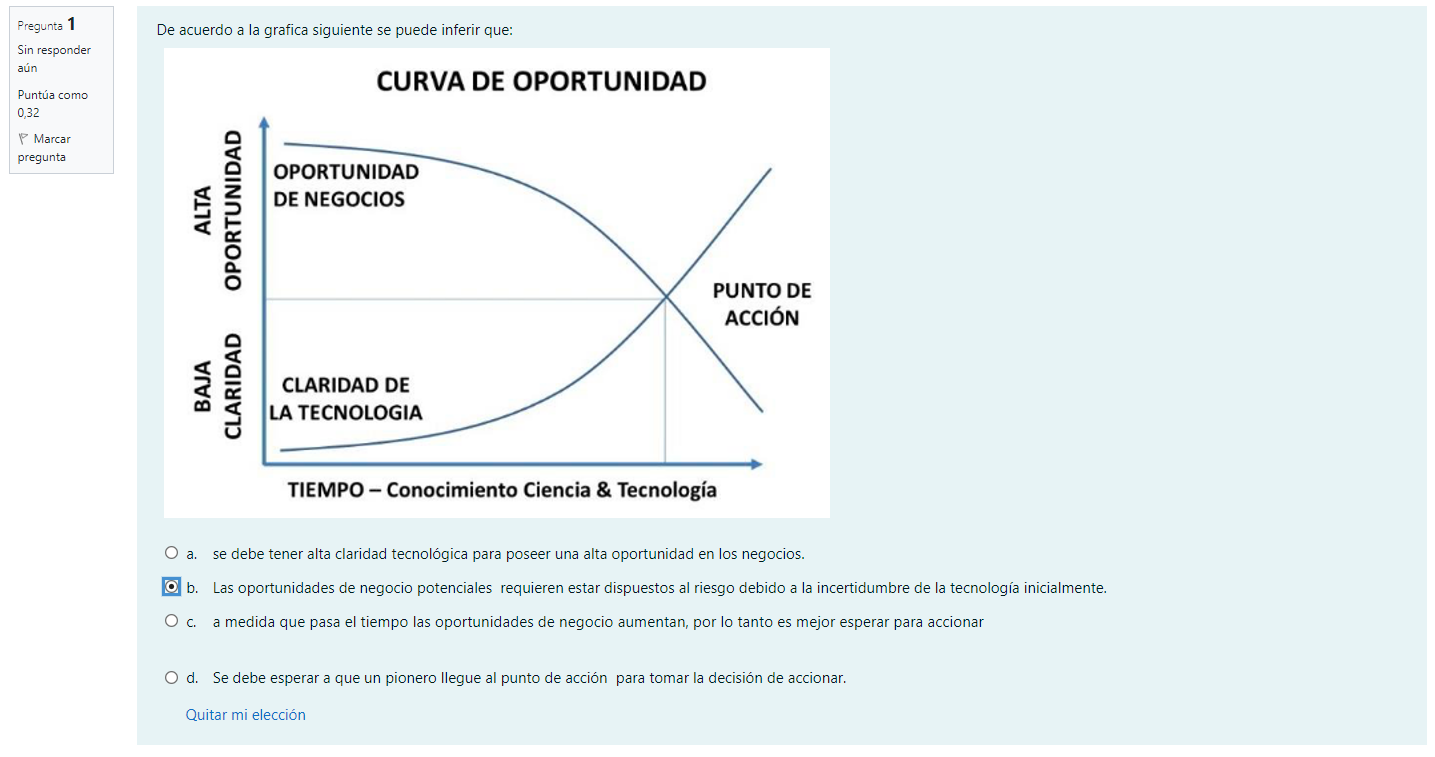 Pregunta 1
Sin responder
aún
Puntúa como
0,32
Marcar
pregunta
De acuerdo a la grafica siguiente se puede inferir que:
CURVA DE OPORTUNIDAD
ALTA
OPORTUNIDAD
OPORTUNIDAD
DE NEGOCIOS
PUNTO DE
ACCIÓN
BAJA
CLARIDAD
CLARIDAD DE
LA TECNOLOGIA
TIEMPO – Conocimiento Ciencia & Tecnología
a. se debe tener alta claridad tecnológica para poseer una alta oportunidad en los negocios.
b. Las oportunidades de negocio potenciales requieren estar dispuestos al riesgo debido a la incertidumbre de la tecnología inicialmente.
c. a medida que pasa el tiempo las oportunidades de negocio aumentan, por lo tanto es mejor esperar para accionar
d. Se debe esperar a que un pionero llegue al punto de acción para tomar la decisión de accionar.
Quitar mi elección